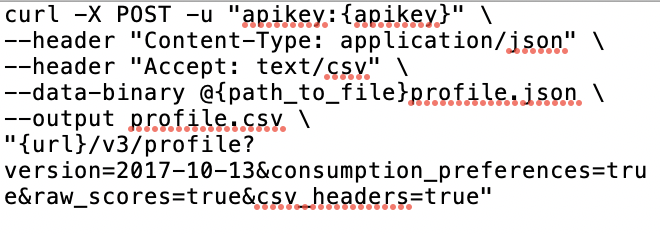 curl -X POST -u "apikey:{apikey}" \
--header "Content-Type: application/json" \
--header "Accept: text/csv" \
--data-binary @{path_to_file}profile.json \
--output profile.csv \
"{url}/v3/profile?
version=2017-10-13&consumption_preferences=tru
e&raw_scores=true&csv_headers=true"